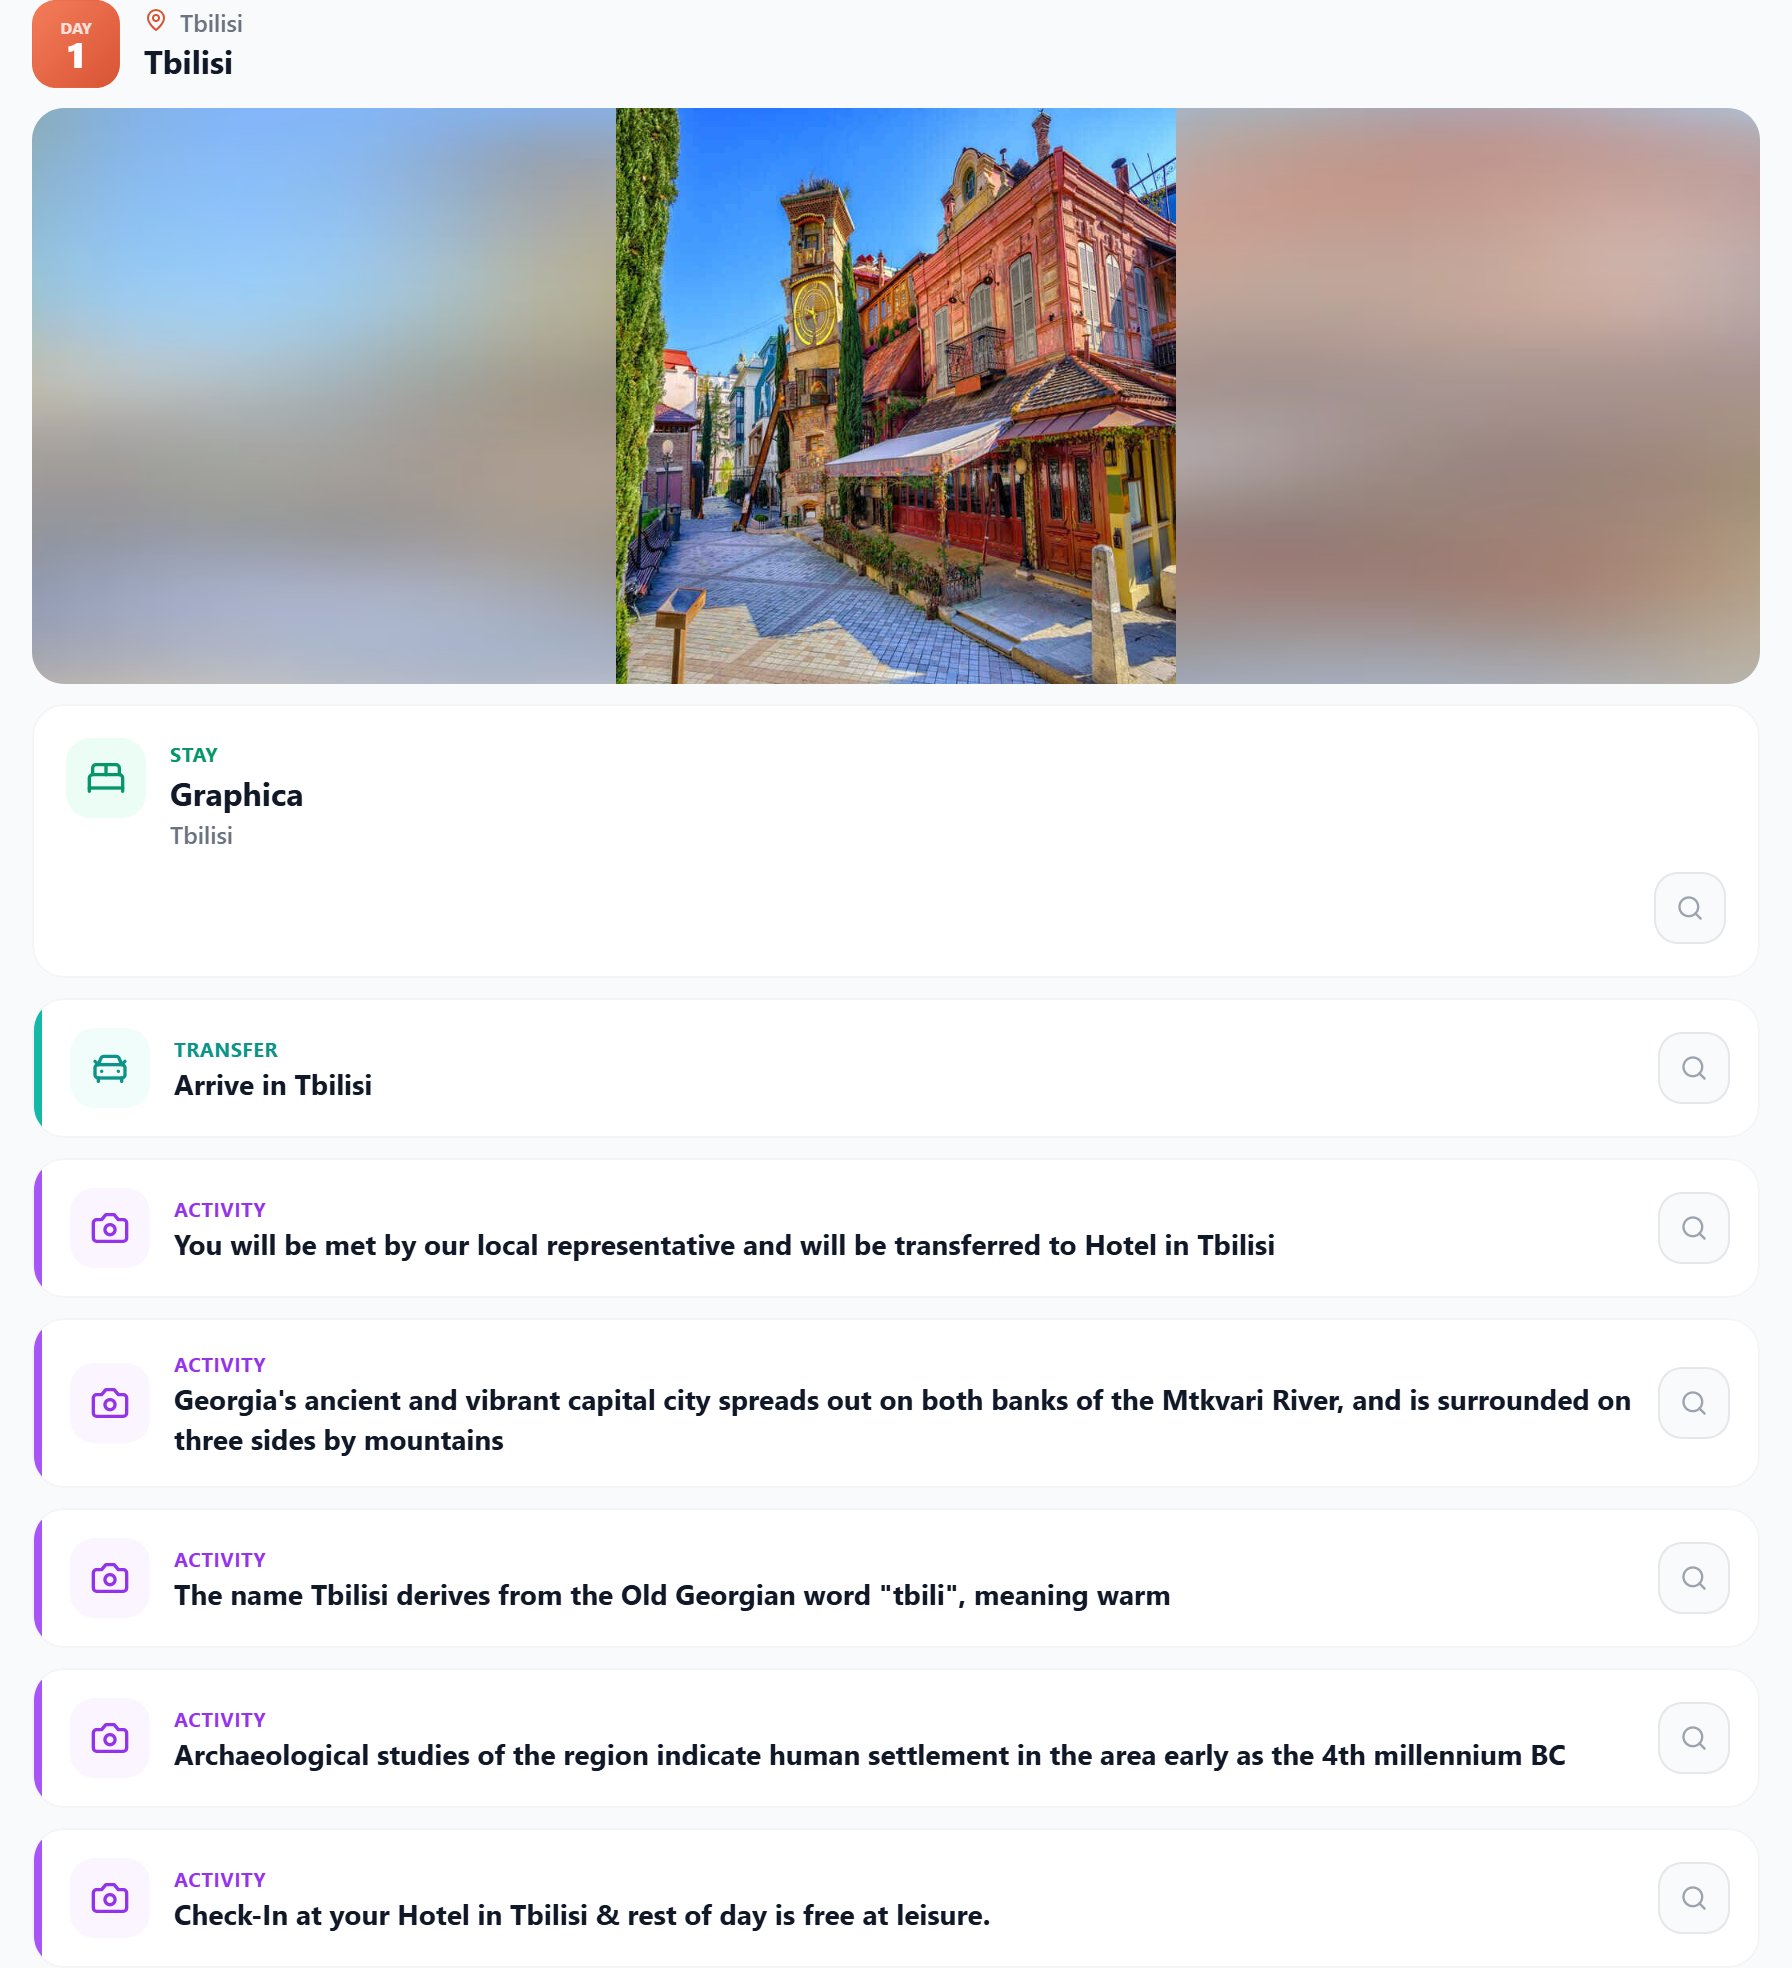 DAY
1
Tbilisi
Tbilisi
STAY
Graphica
Tbilisi
TRANSFER
Arrive in Tbilisi
ACTIVITY
You will be met by our local representative and will be transferred to Hotel in Tbilisi
ACTIVITY
Georgia's ancient and vibrant capital city spreads out on both banks of the Mtkvari River, and is surrounded on
three sides by mountains
ACTIVITY
The name Tbilisi derives from the Old Georgian word "tbili", meaning warm
ACTIVITY
Archaeological studies of the region indicate human settlement in the area early as the 4th millennium BC
ACTIVITY
Check-In at your Hotel in Tbilisi & rest of day is free at leisure.